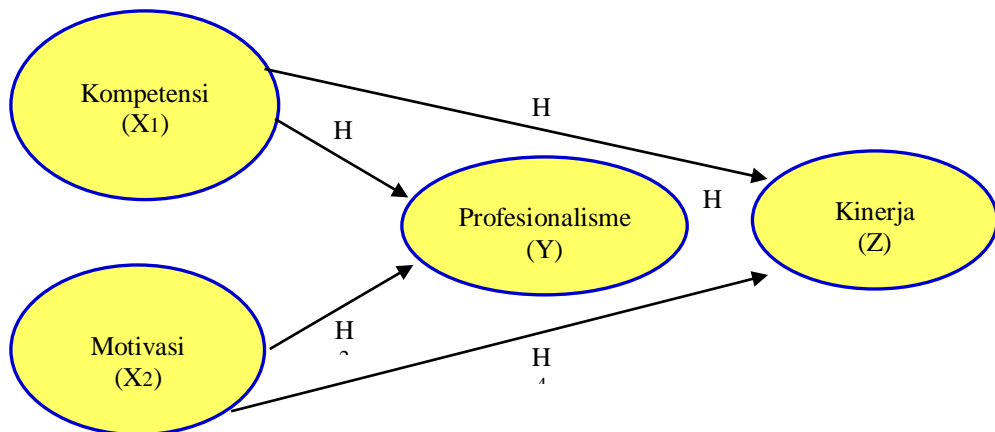 Kompetensi
(X1)
H
H
H
Profesionalisme
(Y)
Kinerja
(Z)
Motivasi
(X2)
H
H